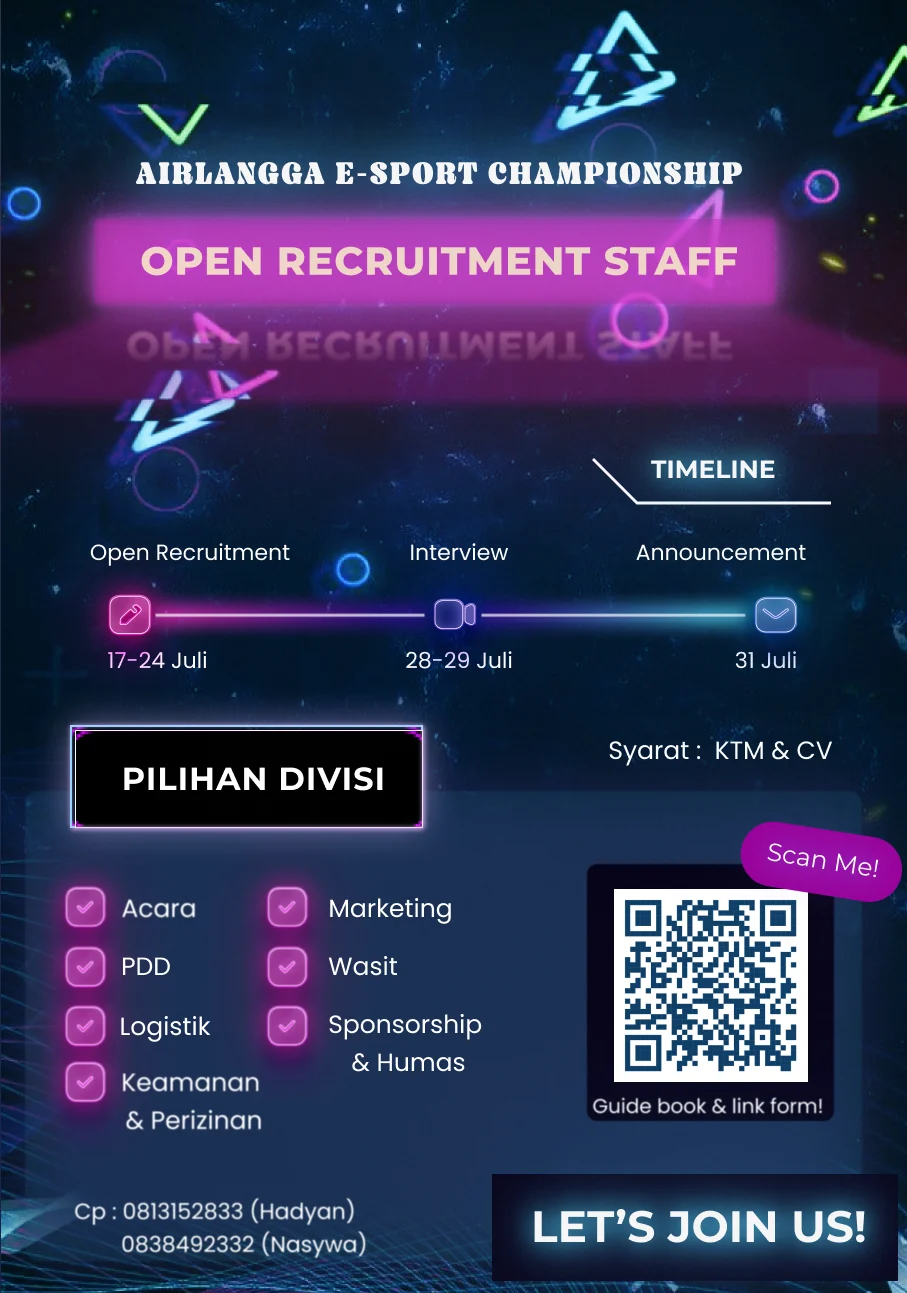 AIRLANGGA E-SPORT CHAMPIONSHIP
OPEN RECRUITMENT STAFF
OPEN RECRUITMENT STAFF
TIMELINE
Open Recruitment
Interview
Announcement
17-24 Juli
28-29 Juli
31 Juli
PILIHAN DIVISI
Syarat : KTM & CV
Scan Me!
Acara
PDD
Logistik
Keamanan
& Perizinan
Marketing
Wasit
Sponsorship
& Humas
Guide book & link form!
Cp : 0813152833 (Hadyan)
0838492332 (Nasywa)
LET’S JOIN US!